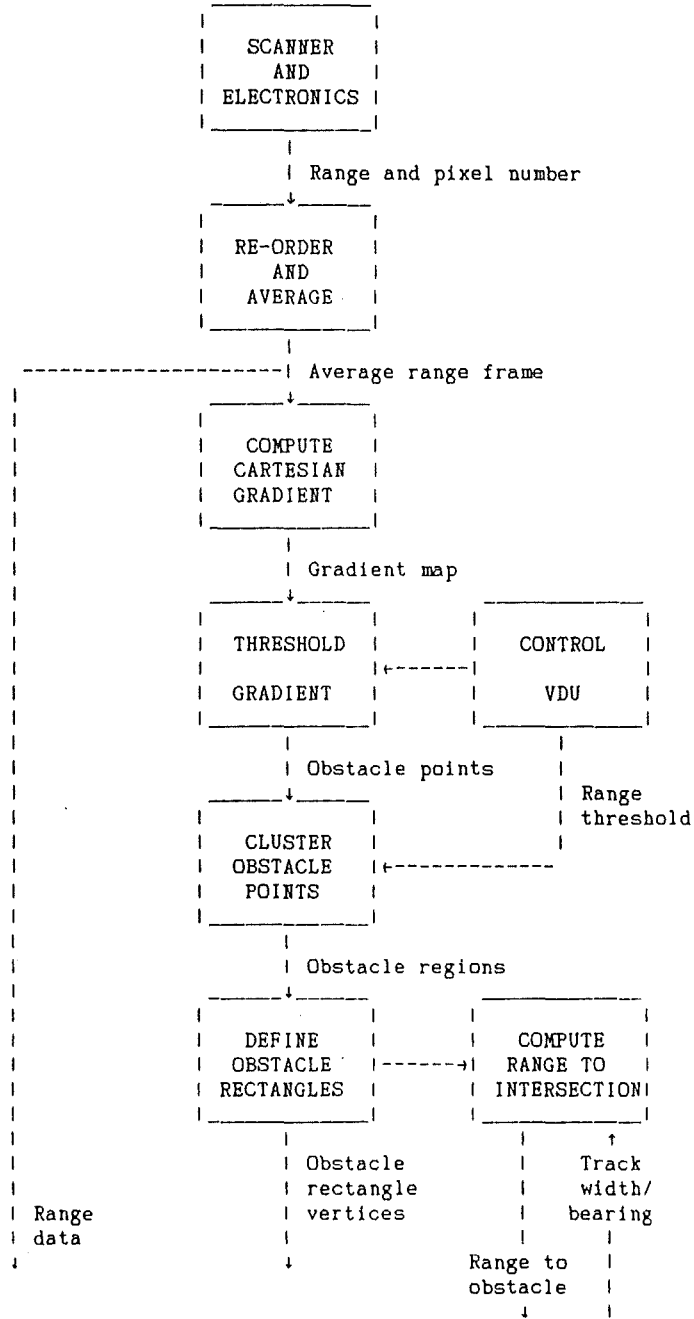 SCANNER
AND
ELECTRONICS
Range and pixel number
RE-ORDER
AND
AVERAGE
Average range frame
COMPUTE
CARTESIAN
GRADIENT
Gradient map
THRESHOLD
GRADIENT
CONTROL
VDU
Obstacle points
Range
threshold
CLUSTER
OBSTACLE
POINTS
Obstacle regions
DEFINE
OBSTACLE
RECTANGLES
COMPUTE
RANGE TO
INTERSECTION
Obstacle
rectangle
vertices
Track
width/
bearing
Range
data
Range to
obstacle